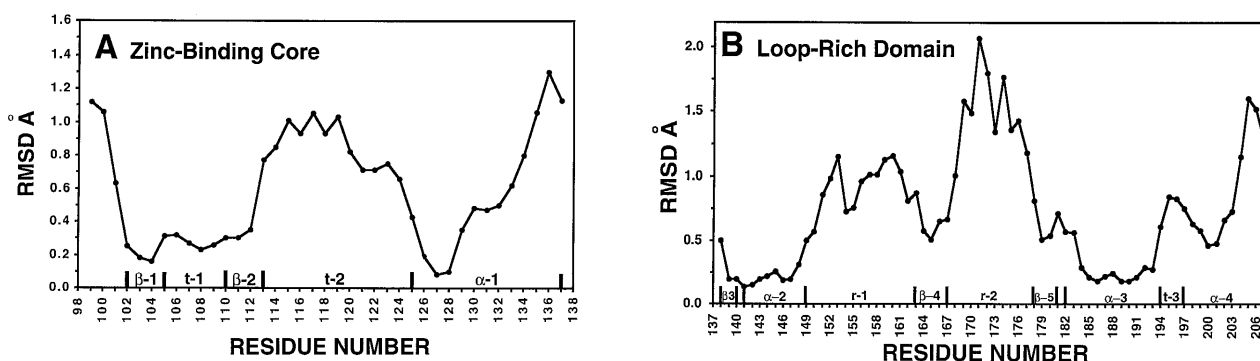 A Zinc-Binding Core
RMSD Å
1.6
1.4
1.2
1.0
0.8
0.6
0.4
0.2
0.0
β-1 t-1 β-2 t-2 α-1
98 100 102 104 106 108 110 112 114 116 118 120 122 124 126 128 130 132 134 136 138
RESIDUE NUMBER
B Loop-Rich Domain
RMSD Å
2.0
1.5
1.0
0.5
0.0
β3 α-2 r-1 β-4 r-2 β-5 α-3 t-3 α-4
137 140 143 146 149 152 155 158 161 164 167 170 173 176 179 182 185 188 191 194 197 200 203 206
RESIDUE NUMBER